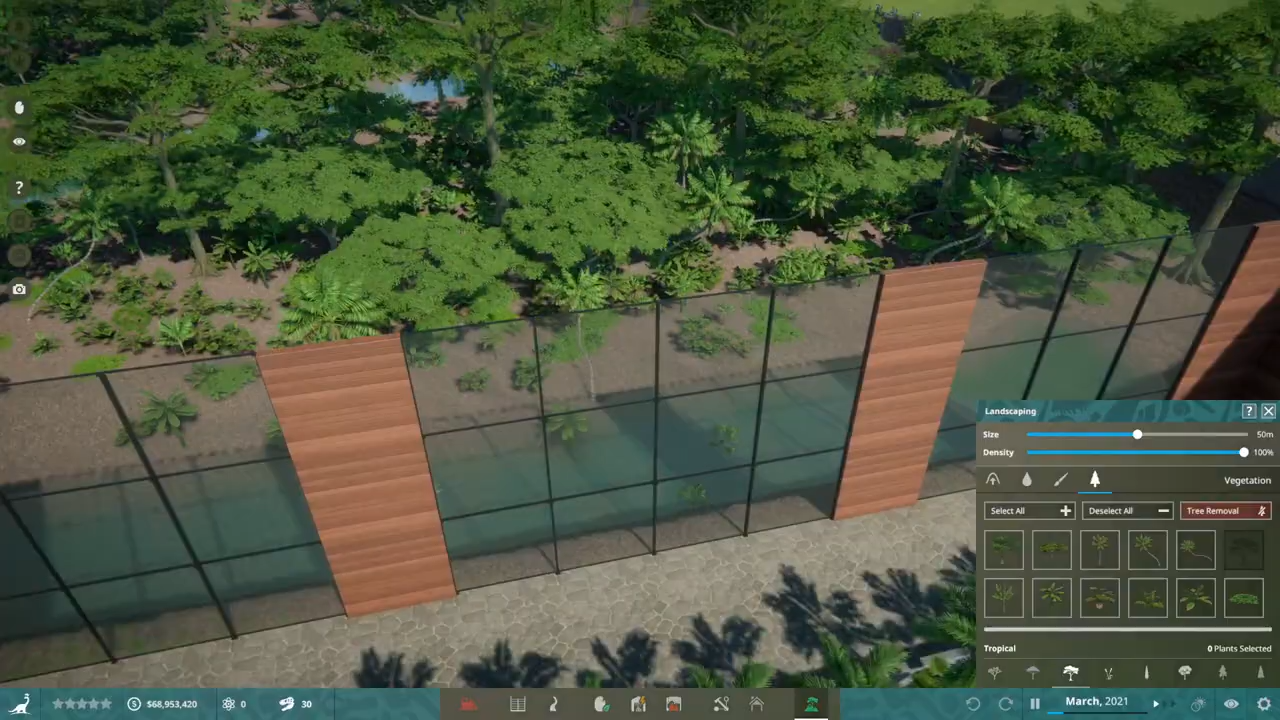 ?
Landscaping
?
Size 50m
Density 100%
Vegetation
Select All
Deselect All
Tree Removal
Tropical
0 Plants Selected
$68,953,420
0
30
March, 2021